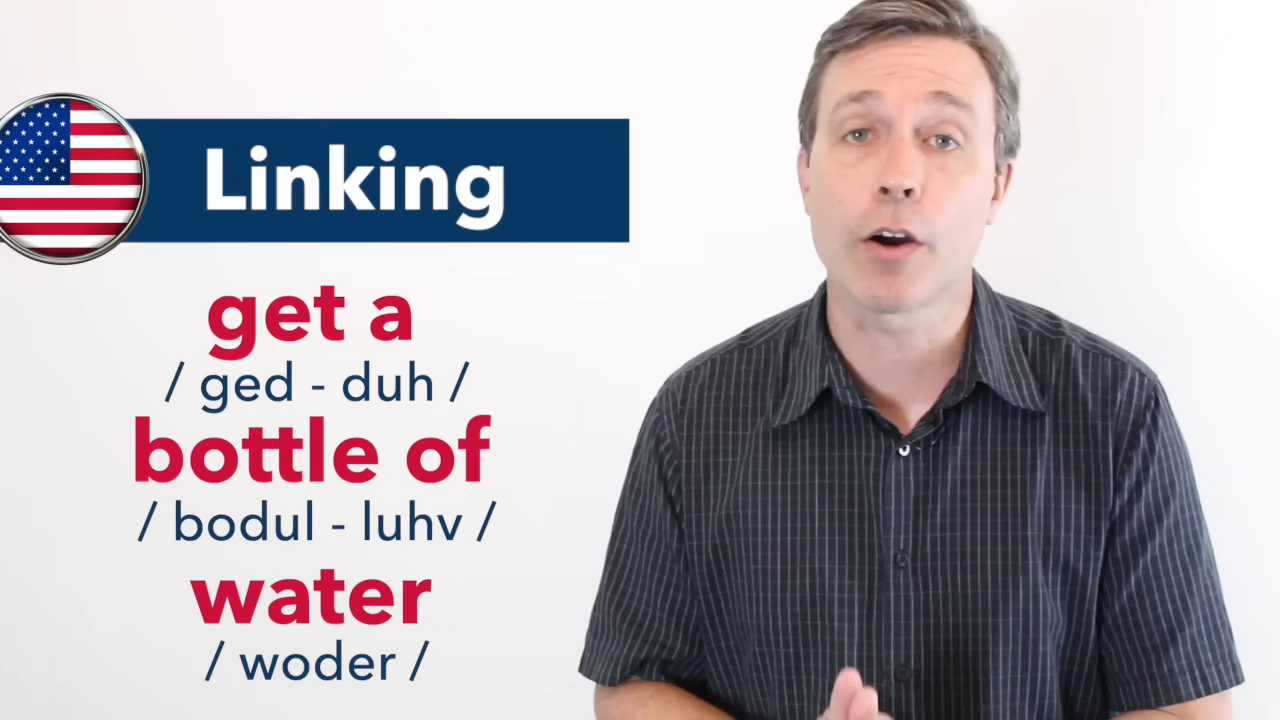 Linking
get a
/ ged - duh /
bottle of
/ bodul - luhv /
water
/ woder /